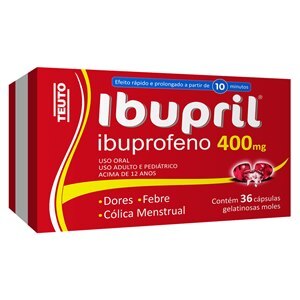 TEUTO
Efeito rápido e prolongado a partir de 10 minutos
Ibupril®
ibuprofeno 400mg
USO ORAL
USO ADULTO E PEDIÁTRICO
ACIMA DE 12 ANOS
•Dores •Febre
•Cólica Menstrual
Contém 36 cápsulas
gelatinosas moles